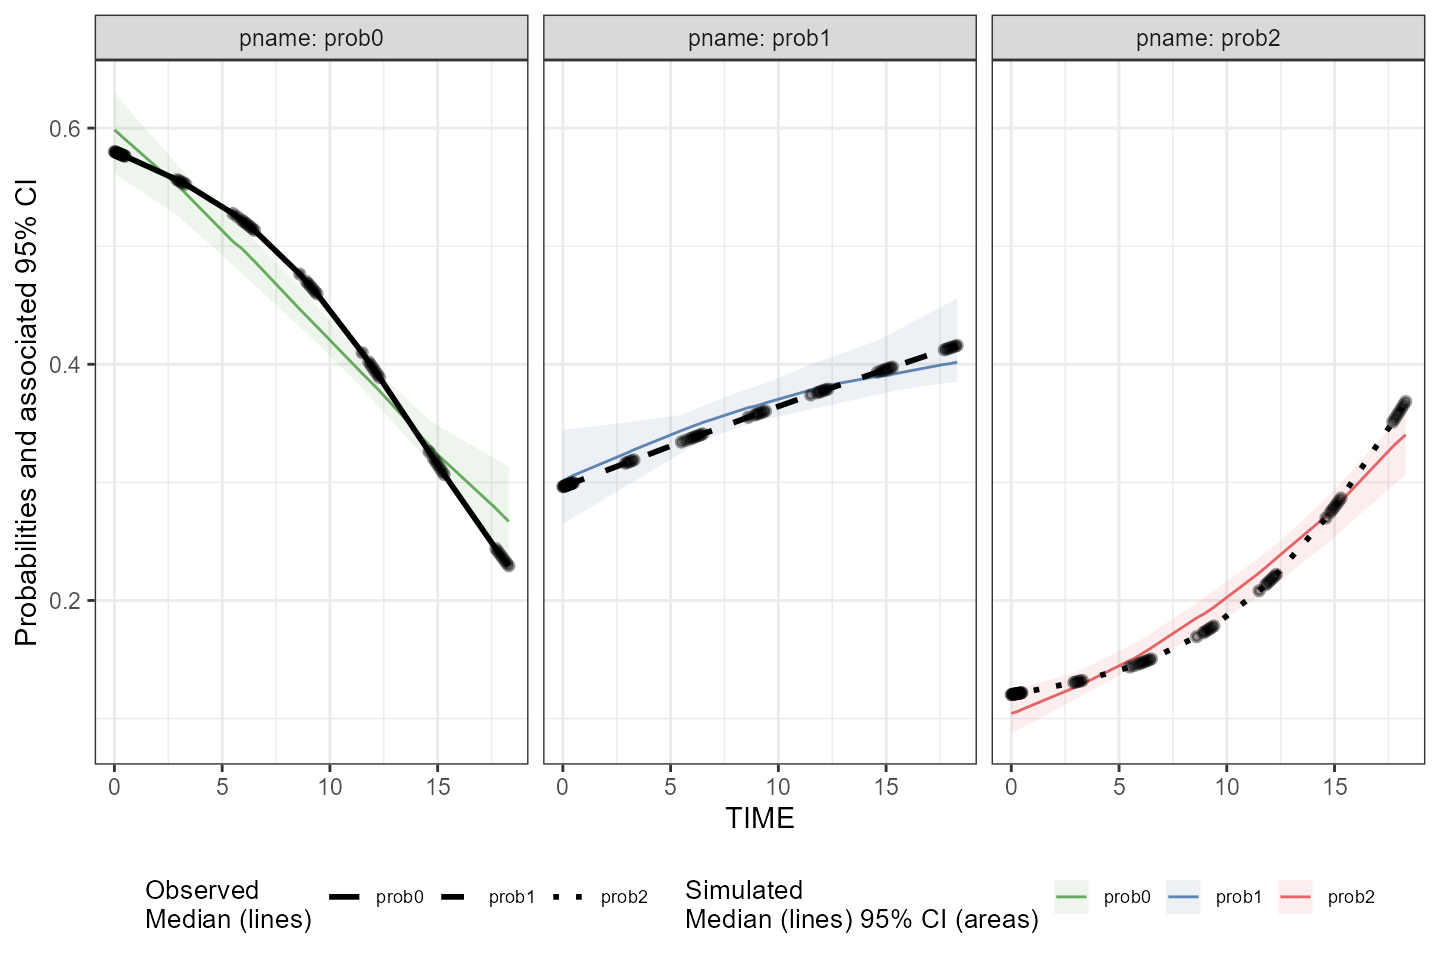 pname: prob0
pname: prob1
pname: prob2
Probabilities and associated 95% CI
0.6
0.4
0.2
0 5 10 15
0 5 10 15
0 5 10 15
TIME
Observed
Median (lines)
prob0
prob1
prob2
Simulated
Median (lines) 95% CI (areas)
prob0
prob1
prob2